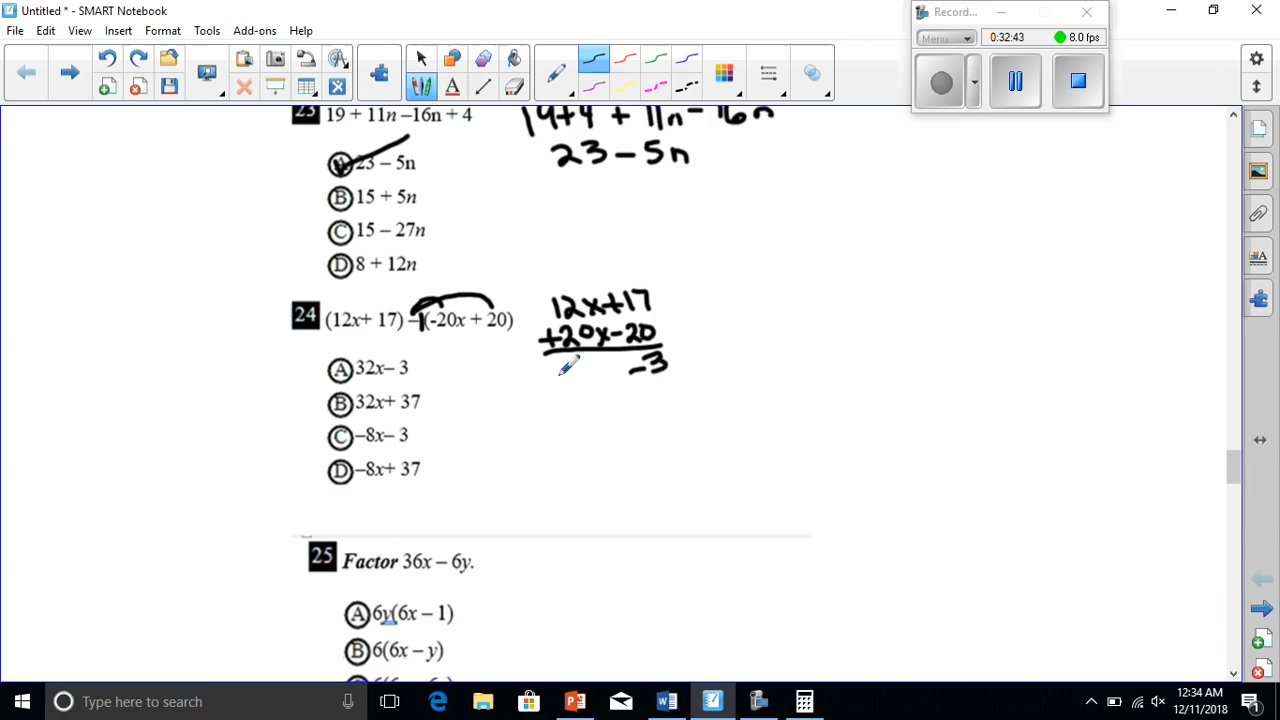 Untitled * - SMART Notebook
Record...
File Edit View Insert Format Tools Add-ons Help
Menu 0:32:43 8.0 fps
23 19 + 11n –16n + 4
19+4 + 11n - 16n
A 23 – 5n
23 - 5n
B 15 + 5n
C 15 – 27n
D 8 + 12n
24 (12x+ 17) –1(-20x + 20)
12x+17
+20x-20
-3
A 32x– 3
B 32x+ 37
C –8x– 3
D –8x+ 37
25 Factor 36x – 6y.
A 6y(6x – 1)
B 6(6x – y)
Type here to search
12:34 AM
12/11/2018
1